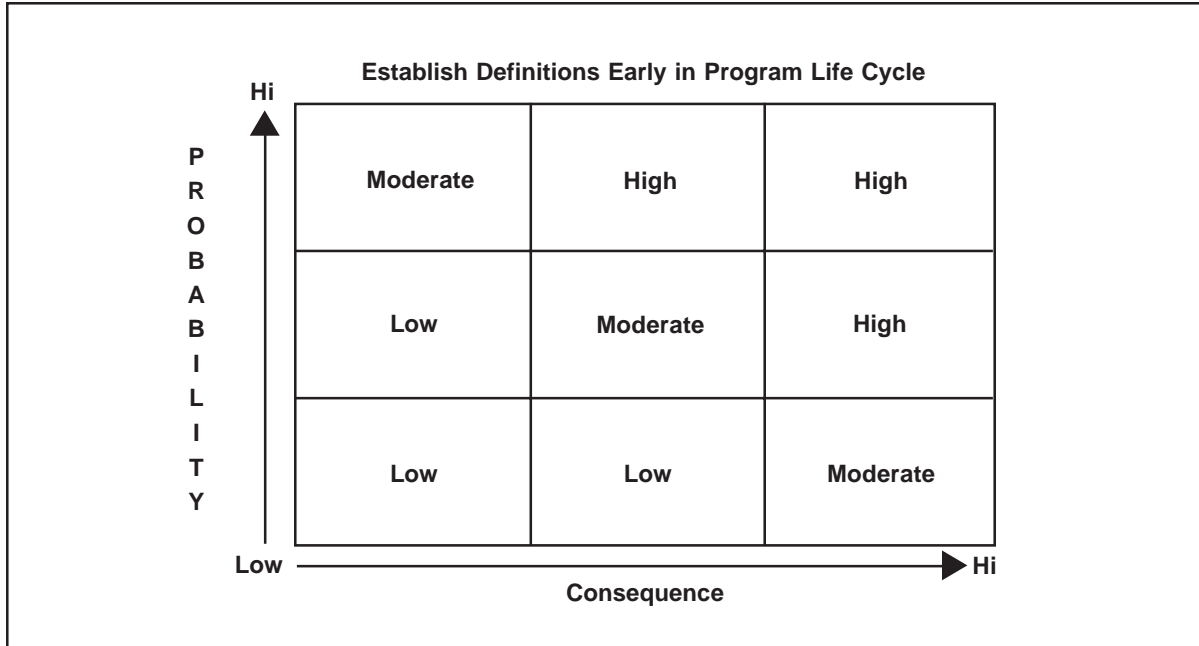 Establish Definitions Early in Program Life Cycle
Hi
PROBABILITY
Moderate High High
Low Moderate High
Low Low Moderate
Low
Hi
Consequence